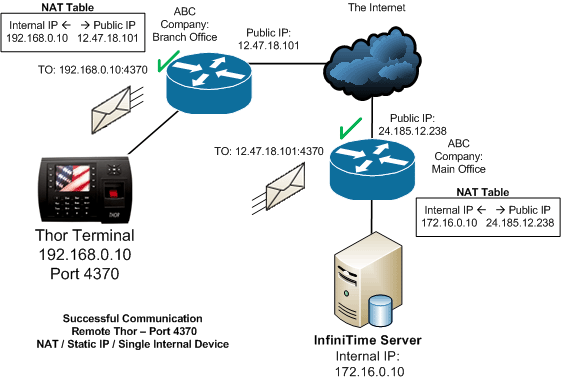 NAT Table
Internal IP ← → Public IP
192.168.0.10 12.47.18.101
ABC
Company:
Branch Office
Public IP:
12.47.18.101
The Internet
TO: 192.168.0.10:4370
Public IP:
24.185.12.238
ABC
Company:
Main Office
TO: 12.47.18.101:4370
NAT Table
Internal IP ← → Public IP
172.16.0.10 24.185.12.238
THOR
Thor Terminal
192.168.0.10
Port 4370
Successful Communication
Remote Thor – Port 4370
NAT / Static IP / Single Internal Device
InfiniTime Server
Internal IP:
172.16.0.10